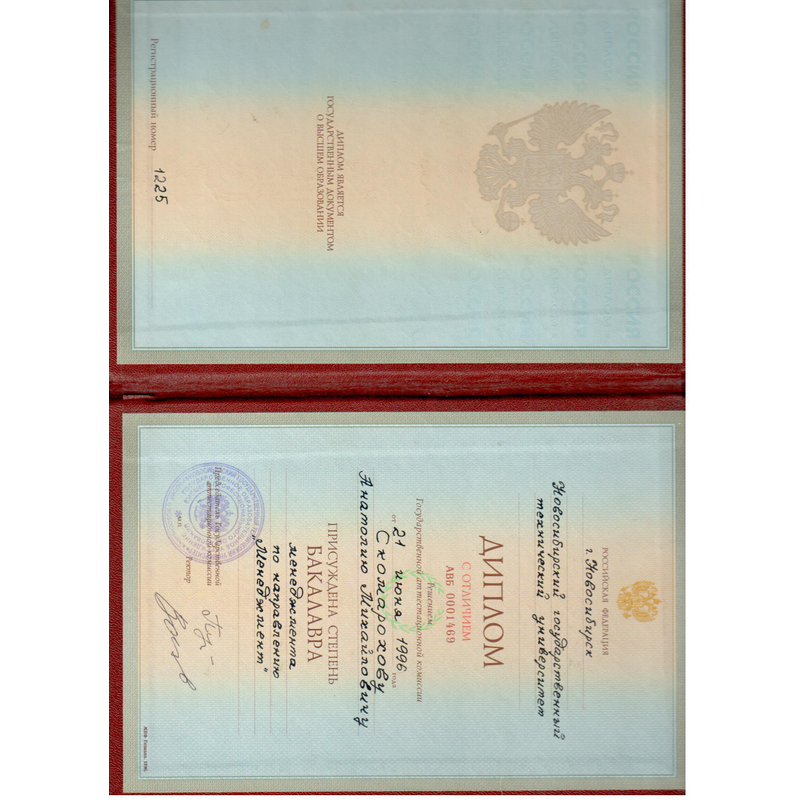 ДИПЛОМ ЯВЛЯЕТСЯ
ГОСУДАРСТВЕННЫМ ДОКУМЕНТОМ
О ВЫСШЕМ ОБРАЗОВАНИИ
Регистрационный номер 1225
РОССИЙСКАЯ ФЕДЕРАЦИЯ
г. Новосибирск
Новосибирский государственный
технический университет
ДИПЛОМ
С ОТЛИЧИЕМ
АВБ 0001469
Решением
Государственной аттестационной комиссии
от 21 июня 1996 года
Скоморохову
Анатолию Михайловичу
ПРИСУЖДЕНА СТЕПЕНЬ
БАКАЛАВРА
менеджмента
по направлению
"Менеджмент"
Председатель Государственной
аттестационной комиссии
Ректор
М.П.